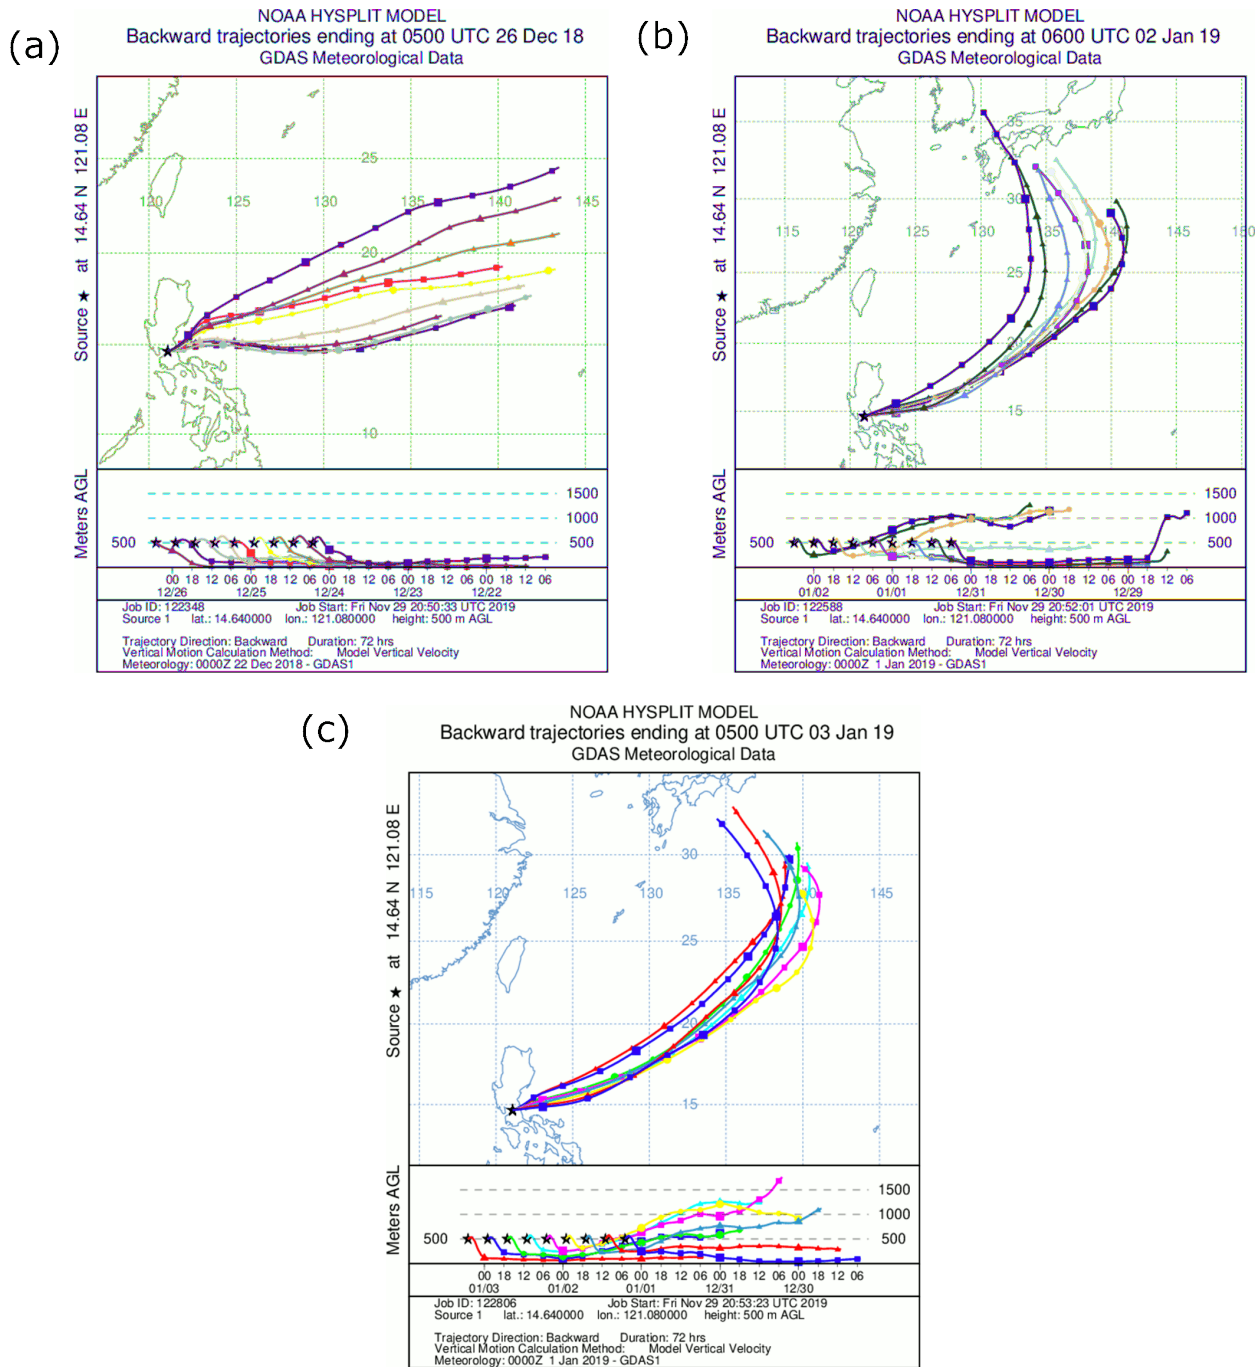 (a)
NOAA HYSPLIT MODEL
Backward trajectories ending at 0500 UTC 26 Dec 18
GDAS Meteorological Data
Source ★ at 14.64 N 121.08 E
25
120 125 130 135 140 145
20
10
Meters AGL
1500
1000
500 500
00 18 12 06 00 18 12 06 00 18 12 06 00 18 12 06 00 18 12 06
12/26 12/25 12/24 12/23 12/22
Job ID: 122348 Job Start: Fri Nov 29 20:50:33 UTC 2019
Source 1 lat.: 14.640000 lon.: 121.080000 height: 500 m AGL
Trajectory Direction: Backward Duration: 72 hrs
Vertical Motion Calculation Method: Model Vertical Velocity
Meteorology: 0000Z 22 Dec 2018 - GDAS1
(b)
NOAA HYSPLIT MODEL
Backward trajectories ending at 0600 UTC 02 Jan 19
GDAS Meteorological Data
Source ★ at 14.64 N 121.08 E
35
30
115 120 125 130 135 140 145 150 160
25
20
15
Meters AGL
1500
1000
500 500
00 18 12 06 00 18 12 06 00 18 12 06 00 18 12 06 00 18 12 06
01/02 01/01 12/31 12/30 12/29
Job ID: 122588 Job Start: Fri Nov 29 20:52:01 UTC 2019
Source 1 lat.: 14.640000 lon.: 121.080000 height: 500 m AGL
Trajectory Direction: Backward Duration: 72 hrs
Vertical Motion Calculation Method: Model Vertical Velocity
Meteorology: 0000Z 1 Jan 2019 - GDAS1
(c)
NOAA HYSPLIT MODEL
Backward trajectories ending at 0500 UTC 03 Jan 19
GDAS Meteorological Data
Source ★ at 14.64 N 121.08 E
30
115 120 125 130 135 140 145
25
20
15
Meters AGL
1500
1000
500 500
00 18 12 06 00 18 12 06 00 18 12 06 00 18 12 06 00 18 12 06
01/03 01/02 01/01 12/31 12/30
Job ID: 122806 Job Start: Fri Nov 29 20:53:23 UTC 2019
Source 1 lat.: 14.640000 lon.: 121.080000 height: 500 m AGL
Trajectory Direction: Backward Duration: 72 hrs
Vertical Motion Calculation Method: Model Vertical Velocity
Meteorology: 0000Z 1 Jan 2019 - GDAS1